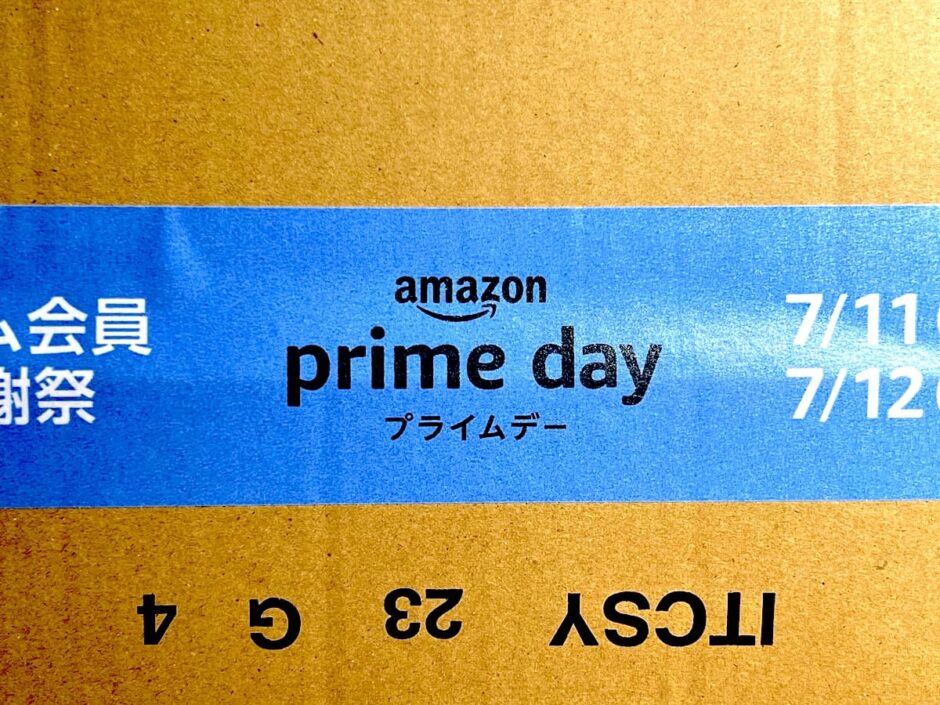 ム会員
謝祭
amazon
prime day
プライムデー
7/11 (
7/12 (
ITCSY 23 G 4